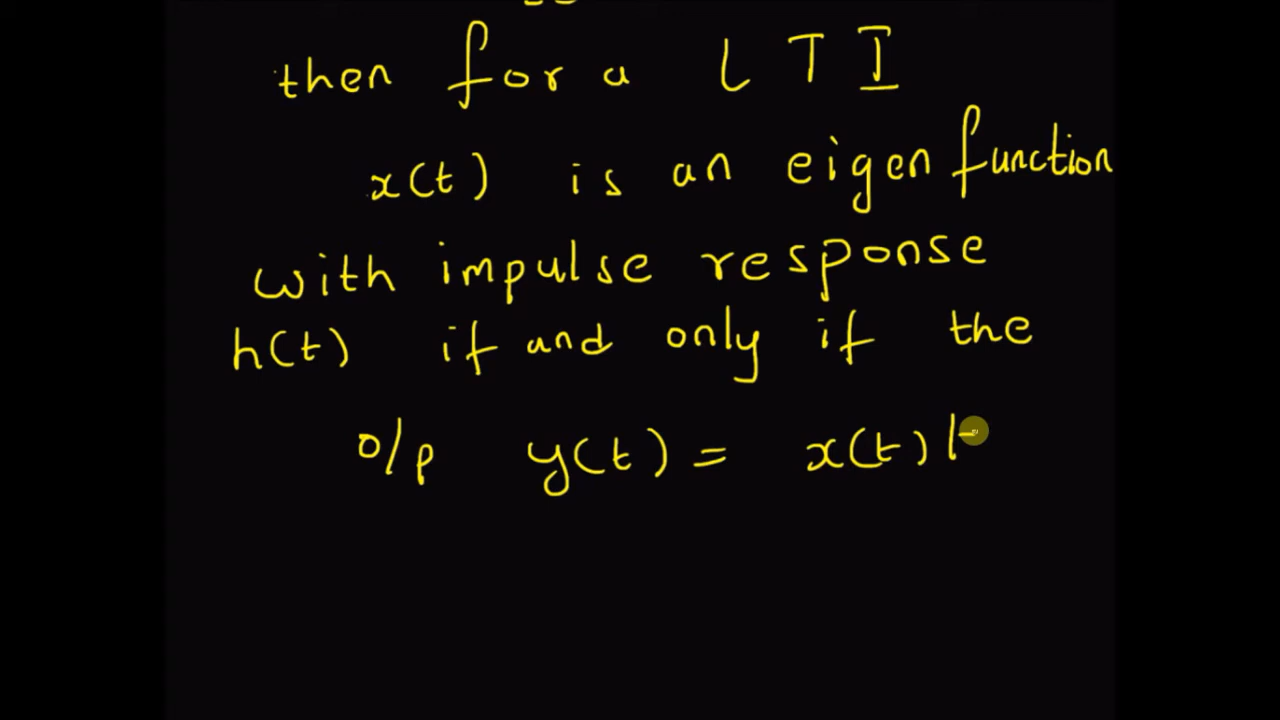 then for a LTI
x(t) is an eigen function
with impulse response
h(t) if and only if the
o/p y(t) = x(t)